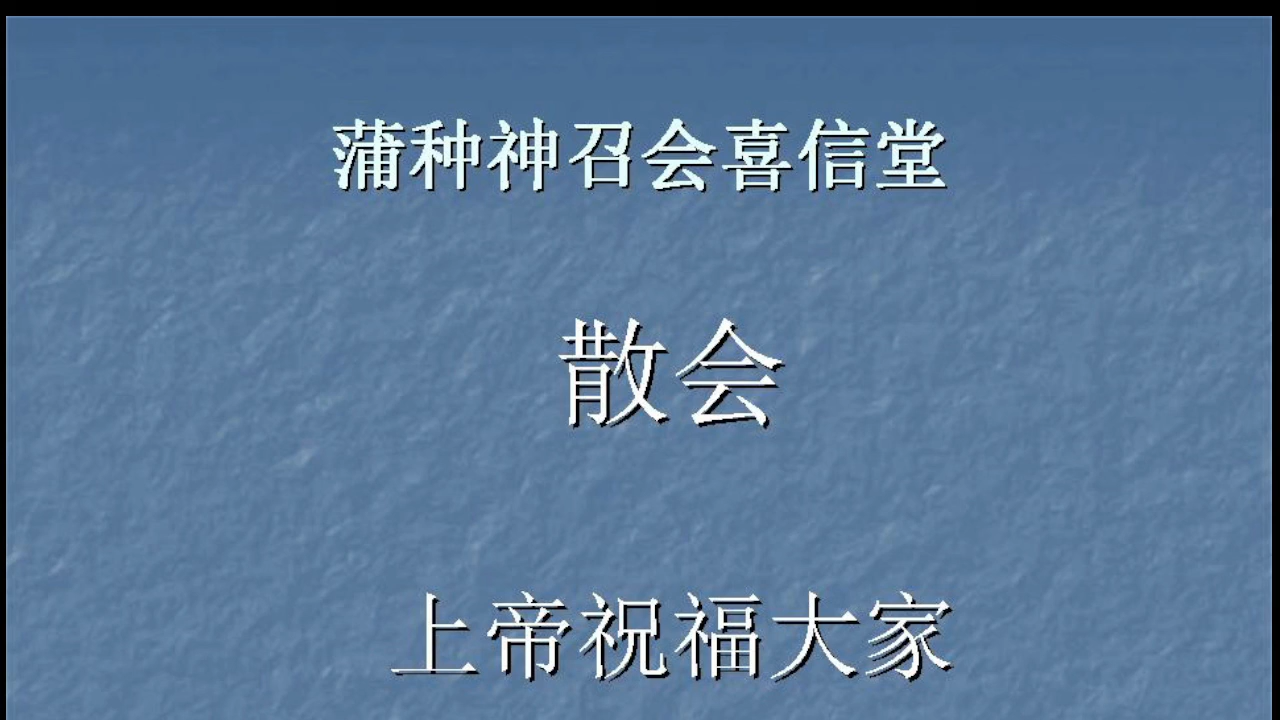 蒲种神召会喜信堂
散会
上帝祝福大家